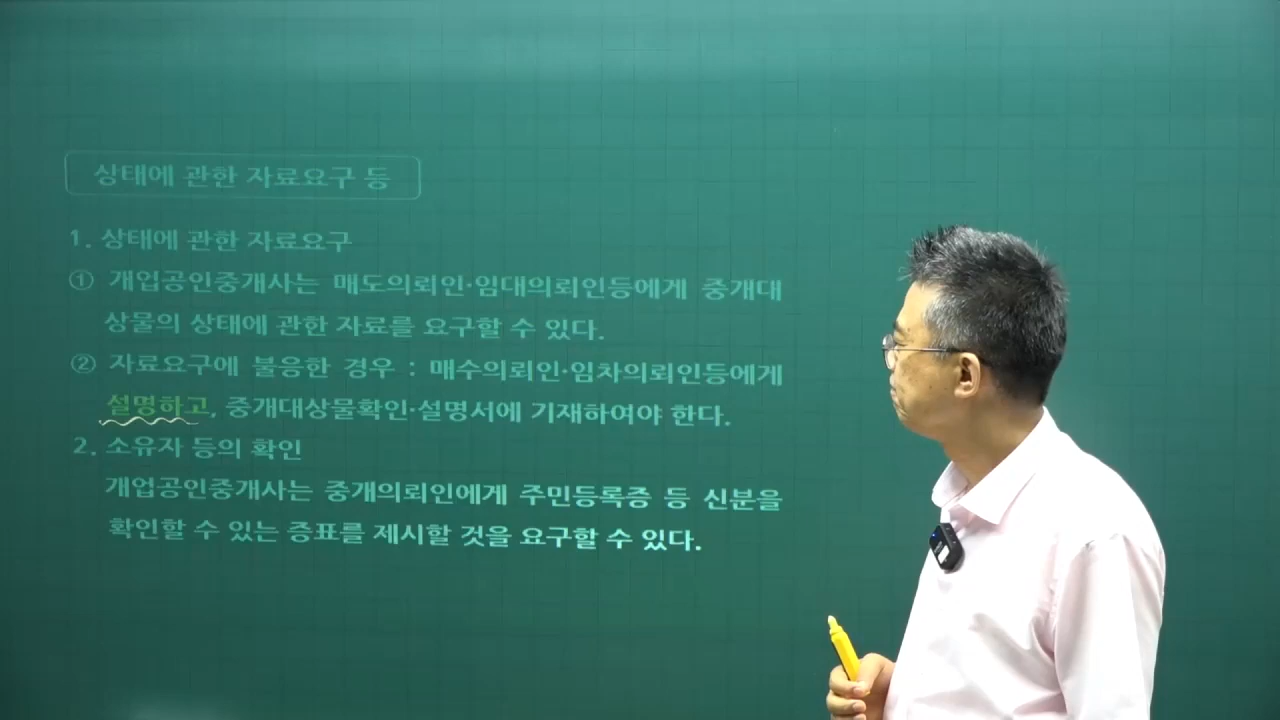 상태에 관한 자료요구 등
1. 상태에 관한 자료요구
① 개업공인중개사는 매도의뢰인·임대의뢰인등에게 중개대
상물의 상태에 관한 자료를 요구할 수 있다.
② 자료요구에 불응한 경우 : 매수의뢰인·임차의뢰인등에게
설명하고, 중개대상물확인·설명서에 기재하여야 한다.
2. 소유자 등의 확인
개업공인중개사는 중개의뢰인에게 주민등록증 등 신분을
확인할 수 있는 증표를 제시할 것을 요구할 수 있다.